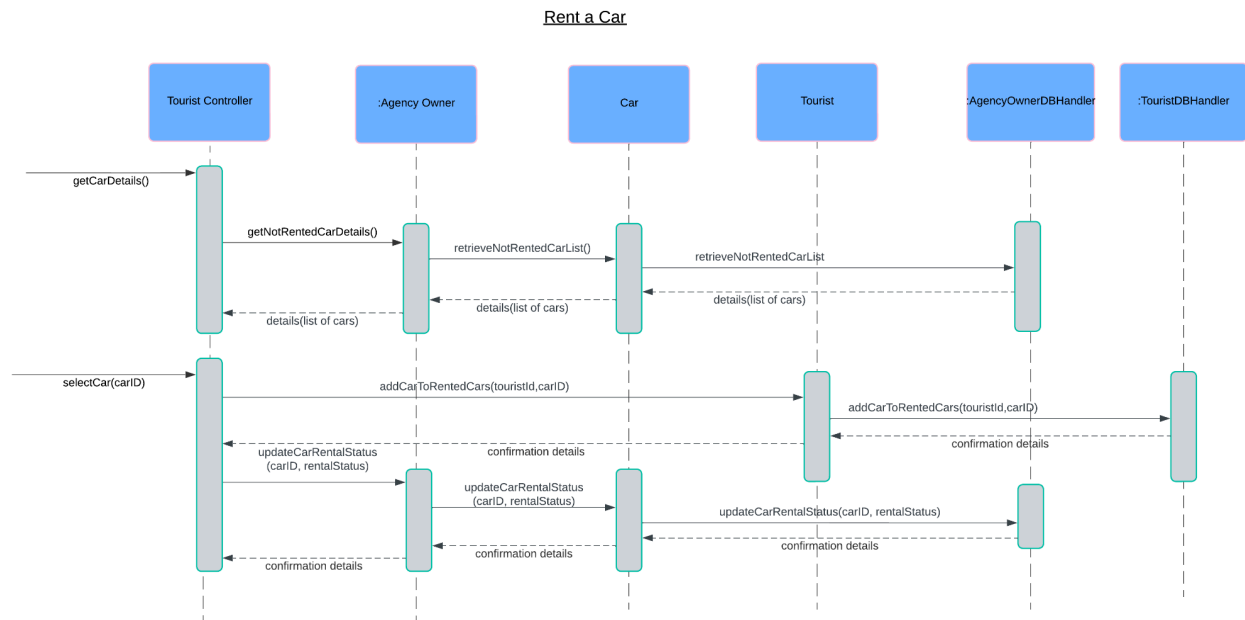 Rent a Car
Tourist Controller
:Agency Owner
Car
Tourist
:AgencyOwnerDBHandler
:TouristDBHandler
getCarDetails()
getNotRentedCarDetails()
retrieveNotRentedCarList()
retrieveNotRentedCarList
details(list of cars)
details(list of cars)
details(list of cars)
selectCar(carID)
addCarToRentedCars(touristId,carID)
addCarToRentedCars(touristId,carID)
confirmation details
confirmation details
updateCarRentalStatus
(carID, rentalStatus)
updateCarRentalStatus
(carID, rentalStatus)
updateCarRentalStatus(carID, rentalStatus)
confirmation details
confirmation details
confirmation details